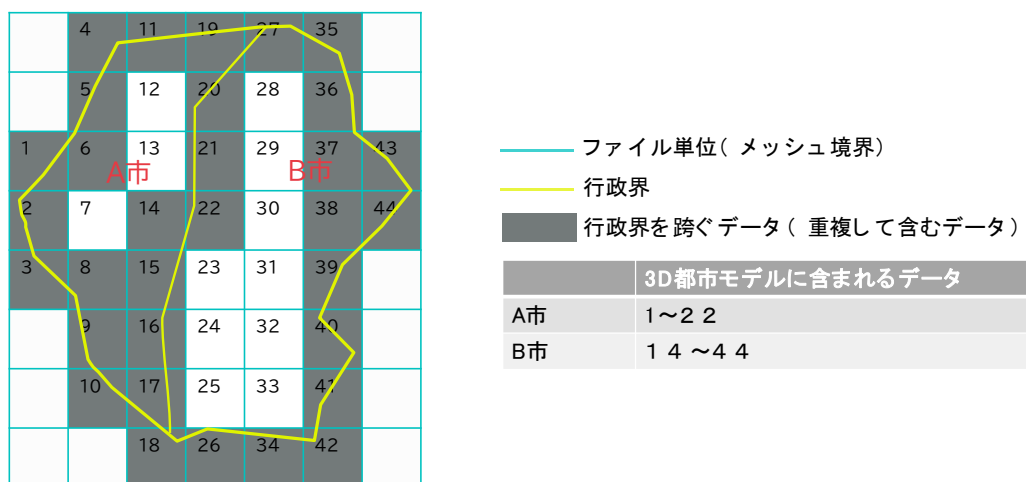 4 11 19 27 35
5 12 20 28 36
1 6 13 21 29 37 43
A市 B市
2 7 14 22 30 38 44
3 8 15 23 31 39
9 16 24 32 40
10 17 25 33 41
18 26 34 42
ファイル単位(メッシュ境界)
行政界
行政界を跨ぐデータ(重複して含むデータ)
3D都市モデルに含まれるデータ
A市 1~22
B市 14~44